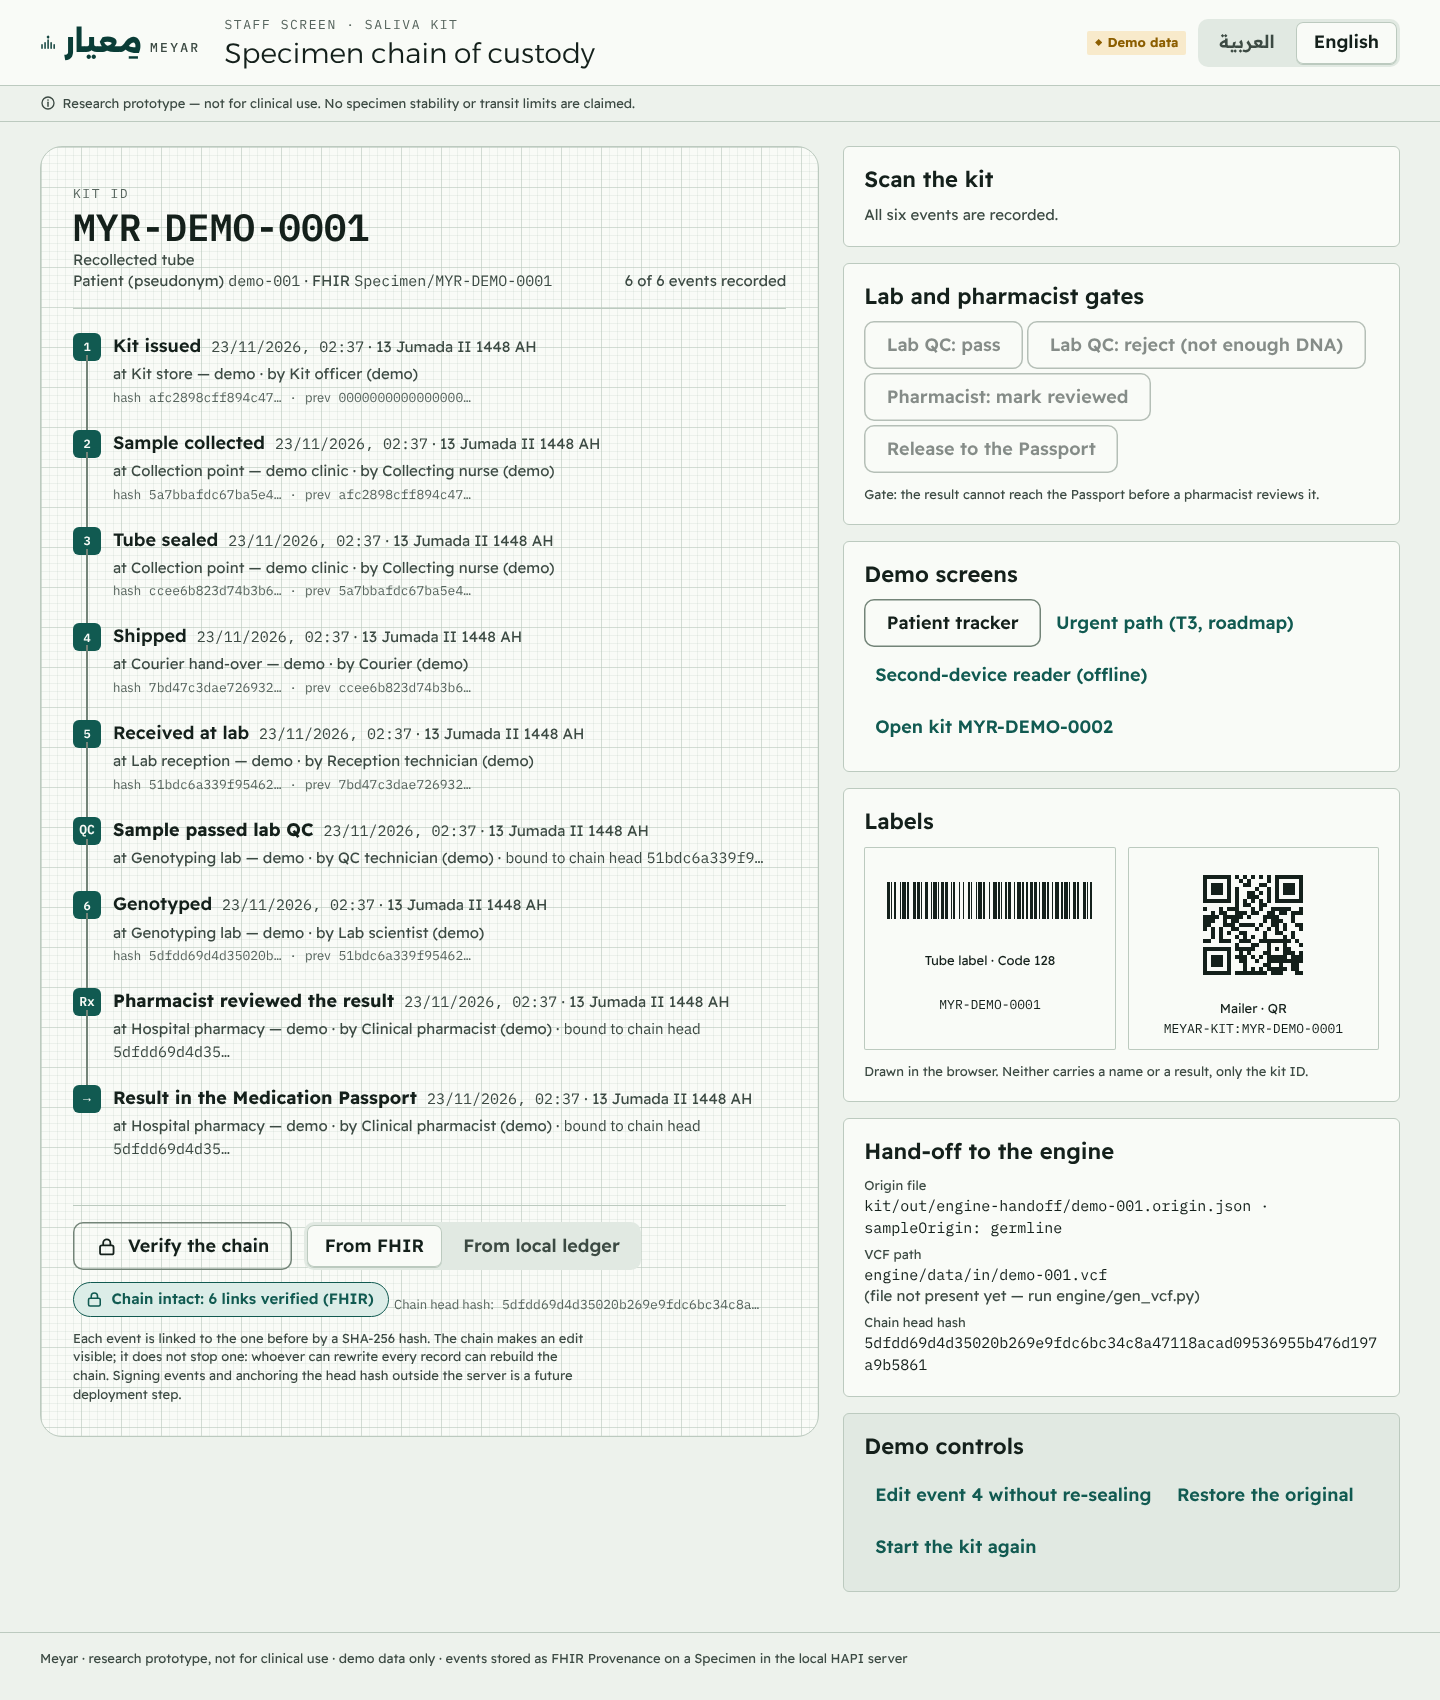 مِعيار MEYAR
STAFF SCREEN · SALIVA KIT
Specimen chain of custody
Demo data
العربية
English
Research prototype — not for clinical use. No specimen stability or transit limits are claimed.
KIT ID
MYR-DEMO-0001
Recollected tube
Patient (pseudonym) demo-001 · FHIR Specimen/MYR-DEMO-0001
6 of 6 events recorded
1 Kit issued 23/11/2026, 02:37 · 13 Jumada II 1448 AH
at Kit store — demo · by Kit officer (demo)
hash afc2898cff894c47… · prev 0000000000000000…
2 Sample collected 23/11/2026, 02:37 · 13 Jumada II 1448 AH
at Collection point — demo clinic · by Collecting nurse (demo)
hash 5a7bbafdc67ba5e4… · prev afc2898cff894c47…
3 Tube sealed 23/11/2026, 02:37 · 13 Jumada II 1448 AH
at Collection point — demo clinic · by Collecting nurse (demo)
hash ccee6b823d74b3b6… · prev 5a7bbafdc67ba5e4…
4 Shipped 23/11/2026, 02:37 · 13 Jumada II 1448 AH
at Courier hand-over — demo · by Courier (demo)
hash 7bd47c3dae726932… · prev ccee6b823d74b3b6…
5 Received at lab 23/11/2026, 02:37 · 13 Jumada II 1448 AH
at Lab reception — demo · by Reception technician (demo)
hash 51bdc6a339f95462… · prev 7bd47c3dae726932…
QC Sample passed lab QC 23/11/2026, 02:37 · 13 Jumada II 1448 AH
at Genotyping lab — demo · by QC technician (demo) · bound to chain head 51bdc6a339f9…
6 Genotyped 23/11/2026, 02:37 · 13 Jumada II 1448 AH
at Genotyping lab — demo · by Lab scientist (demo)
hash 5dfdd69d4d35020b… · prev 51bdc6a339f95462…
Rx Pharmacist reviewed the result 23/11/2026, 02:37 · 13 Jumada II 1448 AH
at Hospital pharmacy — demo · by Clinical pharmacist (demo) · bound to chain head
5dfdd69d4d35…
→ Result in the Medication Passport 23/11/2026, 02:37 · 13 Jumada II 1448 AH
at Hospital pharmacy — demo · by Clinical pharmacist (demo) · bound to chain head
5dfdd69d4d35…
Verify the chain
From FHIR
From local ledger
Chain intact: 6 links verified (FHIR)
Chain head hash: 5dfdd69d4d35020b269e9fdc6bc34c8a…
Each event is linked to the one before by a SHA-256 hash. The chain makes an edit
visible; it does not stop one: whoever can rewrite every record can rebuild the
chain. Signing events and anchoring the head hash outside the server is a future
deployment step.
Scan the kit
All six events are recorded.
Lab and pharmacist gates
Lab QC: pass
Lab QC: reject (not enough DNA)
Pharmacist: mark reviewed
Release to the Passport
Gate: the result cannot reach the Passport before a pharmacist reviews it.
Demo screens
Patient tracker
Urgent path (T3, roadmap)
Second-device reader (offline)
Open kit MYR-DEMO-0002
Labels
Tube label · Code 128
MYR-DEMO-0001
Mailer · QR
MEYAR-KIT:MYR-DEMO-0001
Drawn in the browser. Neither carries a name or a result, only the kit ID.
Hand-off to the engine
Origin file
kit/out/engine-handoff/demo-001.origin.json ·
sampleOrigin: germline
VCF path
engine/data/in/demo-001.vcf
(file not present yet — run engine/gen_vcf.py)
Chain head hash
5dfdd69d4d35020b269e9fdc6bc34c8a47118acad09536955b476d197
a9b5861
Demo controls
Edit event 4 without re-sealing
Restore the original
Start the kit again
Meyar · research prototype, not for clinical use · demo data only · events stored as FHIR Provenance on a Specimen in the local HAPI server